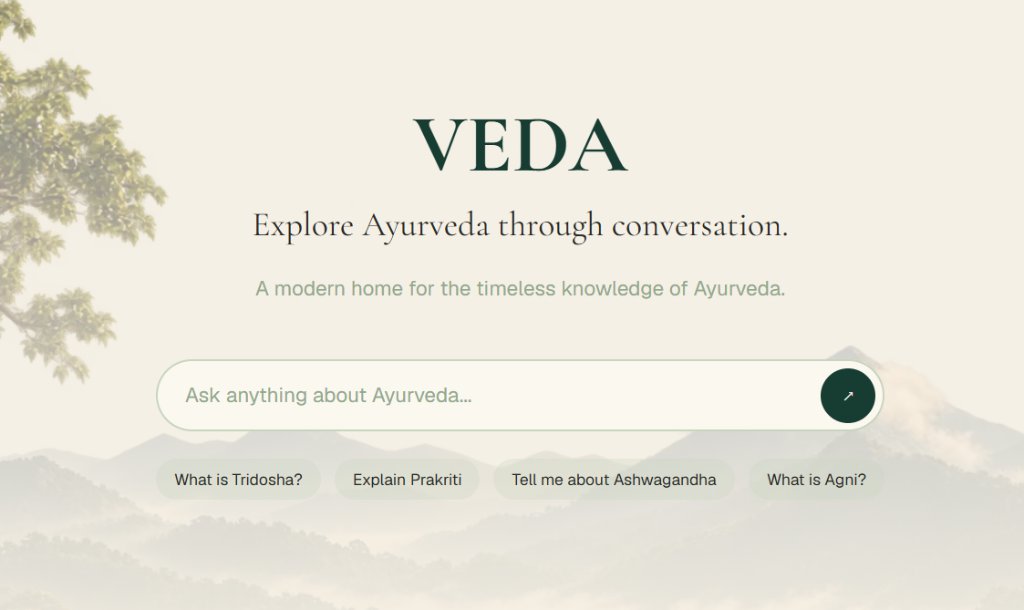 VEDA
Explore Ayurveda through conversation.
A modern home for the timeless knowledge of Ayurveda.
Ask anything about Ayurveda...
What is Tridosha?
Explain Prakriti
Tell me about Ashwagandha
What is Agni?